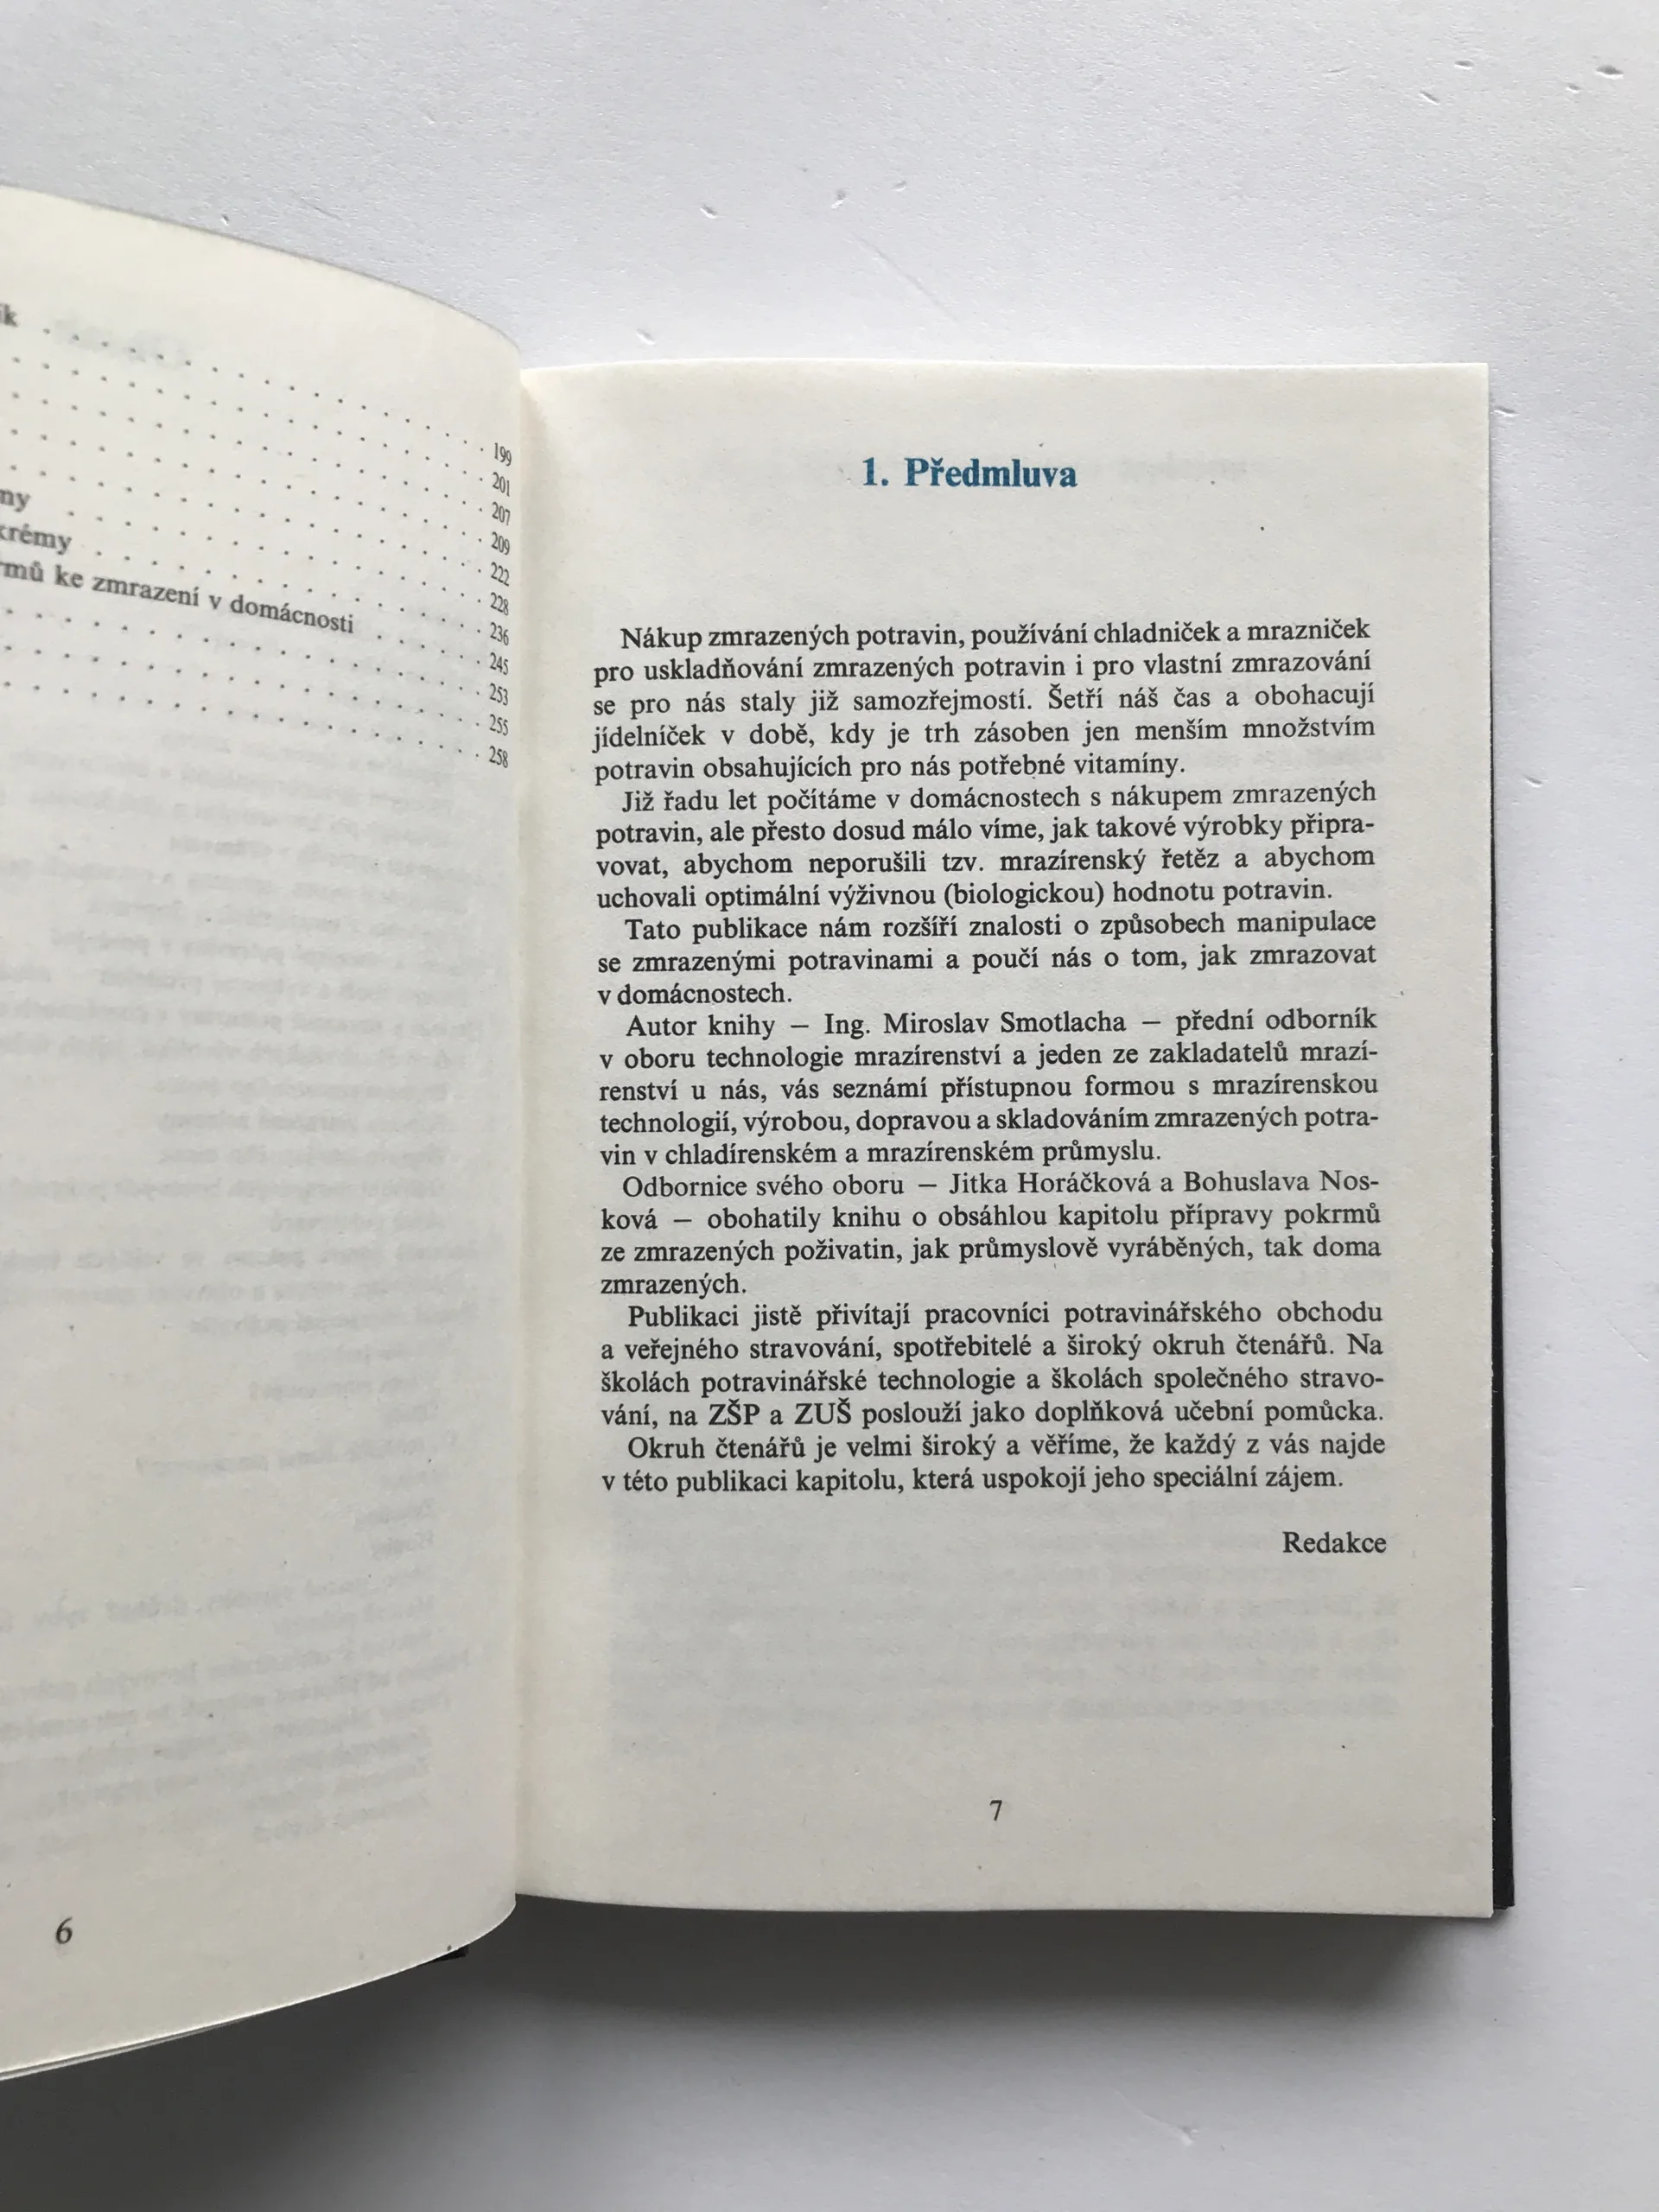 199
201
207
209
222
krémy
228
ke zmrazení v domácnosti
236
245
253
255
258
6
1. Předmluva
Nákup zmrazených potravin, používání chladniček a mrazniček
pro uskladňování zmrazených potravin i pro vlastní zmrazování
se pro nás staly již samozřejmostí. Šetří náš čas a obohacují
jídelníček v době, kdy je trh zásoben jen menším množstvím
potravin obsahujících pro nás potřebné vitamíny.
Již řadu let počítáme v domácnostech s nákupem zmrazených
potravin, ale přesto dosud málo víme, jak takové výrobky připra-
vovat, abychom neporušili tzv. mrazírenský řetěz a abychom
uchovali optimální výživnou (biologickou) hodnotu potravin.
Tato publikace nám rozšíří znalosti o způsobech manipulace
se zmrazenými potravinami a poučí nás o tom, jak zmrazovat
v domácnostech.
Autor knihy — Ing. Miroslav Smotlacha — přední odborník
v oboru technologie mrazírenství a jeden ze zakladatelů mrazí-
renství u nás, vás seznámí přístupnou formou s mrazírenskou
technologií, výrobou, dopravou a skladováním zmrazených potra-
vin v chladírenském a mrazírenském průmyslu.
Odbornice svého oboru — Jitka Horáčková a Bohuslava Nos-
ková — obohatily knihu o obsáhlou kapitolu přípravy pokrmů
ze zmrazených poživatin, jak průmyslově vyráběných, tak doma
zmrazených.
Publikaci jistě přivítají pracovníci potravinářského obchodu
a veřejného stravování, spotřebitelé a široký okruh čtenářů. Na
školách potravinářské technologie a školách společného stravo-
vání, na ZŠP a ZUŠ poslouží jako doplňková učební pomůcka.
Okruh čtenářů je velmi široký a věříme, že každý z vás najde
v této publikaci kapitolu, která uspokojí jeho speciální zájem.
Redakce
7